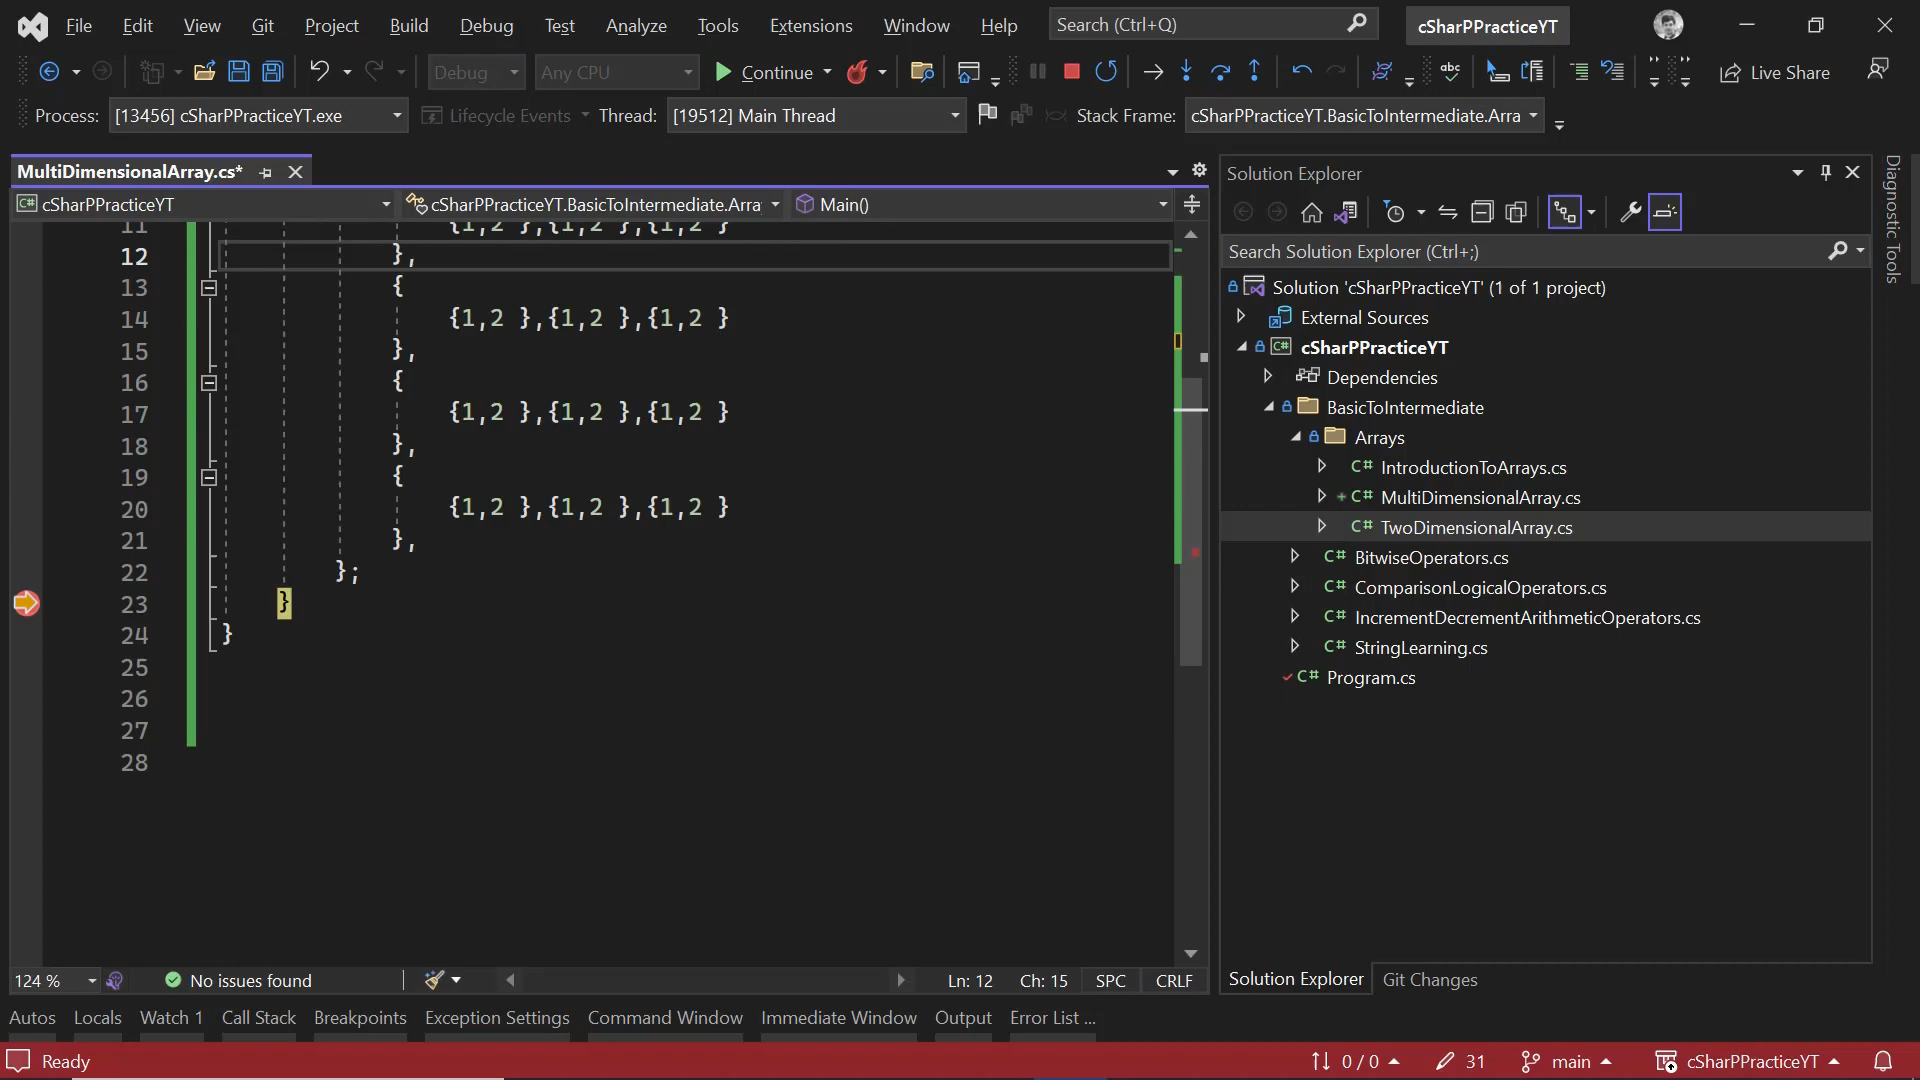 File Edit View Git Project Build Debug Test Analyze Tools Extensions Window Help Search (Ctrl+Q) cSharPPracticeYT
Debug Any CPU Continue Live Share
Process: [13456] cSharPPracticeYT.exe Lifecycle Events Thread: [19512] Main Thread Stack Frame: cSharPPracticeYT.BasicToIntermediate.Arra
MultiDimensionalArray.cs*
cSharPPracticeYT cSharPPracticeYT.BasicToIntermediate.Arra Main()
11 {1,2 },{1,2 },{1,2 }
12 },
13 {
14 {1,2 },{1,2 },{1,2 }
15 },
16 {
17 {1,2 },{1,2 },{1,2 }
18 },
19 {
20 {1,2 },{1,2 },{1,2 }
21 },
22 };
23 }
24 }
25
26
27
28
124 % No issues found Ln: 12 Ch: 15 SPC CRLF
Solution Explorer
Search Solution Explorer (Ctrl+;)
Solution 'cSharPPracticeYT' (1 of 1 project)
External Sources
cSharPPracticeYT
Dependencies
BasicToIntermediate
Arrays
IntroductionToArrays.cs
MultiDimensionalArray.cs
TwoDimensionalArray.cs
BitwiseOperators.cs
ComparisonLogicalOperators.cs
IncrementDecrementArithmeticOperators.cs
StringLearning.cs
Program.cs
Solution Explorer Git Changes
Diagnostic Tools
Autos Locals Watch 1 Call Stack Breakpoints Exception Settings Command Window Immediate Window Output Error List ...
Ready 0 / 0 31 main cSharPPracticeYT